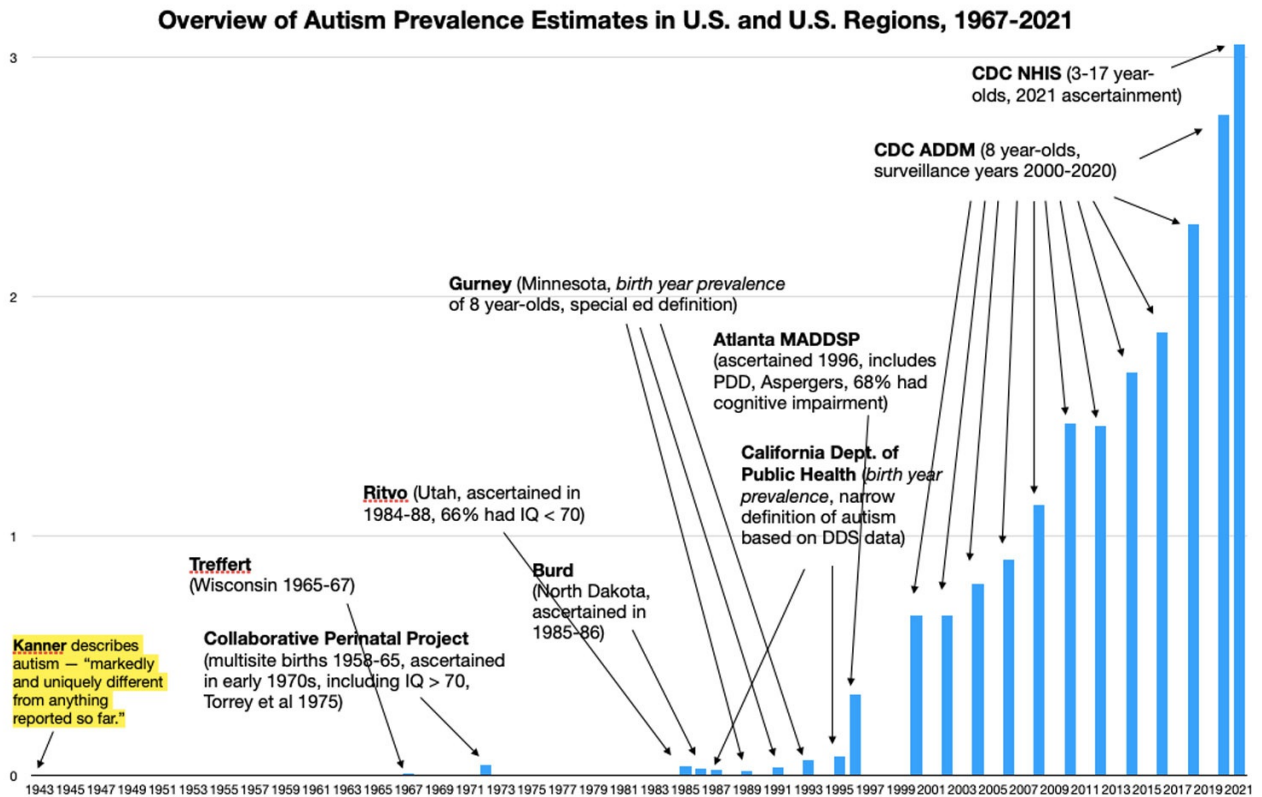 Overview of Autism Prevalence Estimates in U.S. and U.S. Regions, 1967-2021
3
CDC NHIS (3-17 year-
olds, 2021 ascertainment)
CDC ADDM (8 year-olds,
surveillance years 2000-2020)
2
Gurney (Minnesota, birth year prevalence
of 8 year-olds, special ed definition)
Atlanta MADDSP
(ascertained 1996, includes
PDD, Aspergers, 68% had
cognitive impairment)
California Dept. of
Public Health (birth year
prevalence, narrow
definition of autism
based on DDS data)
Ritvo (Utah, ascertained in
1984-88, 66% had IQ < 70)
1
Treffert
(Wisconsin 1965-67)
Burd
(North Dakota,
ascertained in
1985-86)
Collaborative Perinatal Project
(multisite births 1958-65, ascertained
in early 1970s, including IQ > 70,
Torrey et al 1975)
Kanner describes
autism — “markedly
and uniquely different
from anything
reported so far.”
0
1943 1945 1947 1949 1951 1953 1955 1957 1959 1961 1963 1965 1967 1969 1971 1973 1975 1977 1979 1981 1983 1985 1987 1989 1991 1993 1995 1997 1999 2001 2003 2005 2007 2009 2011 2013 2015 2017 2019 2021